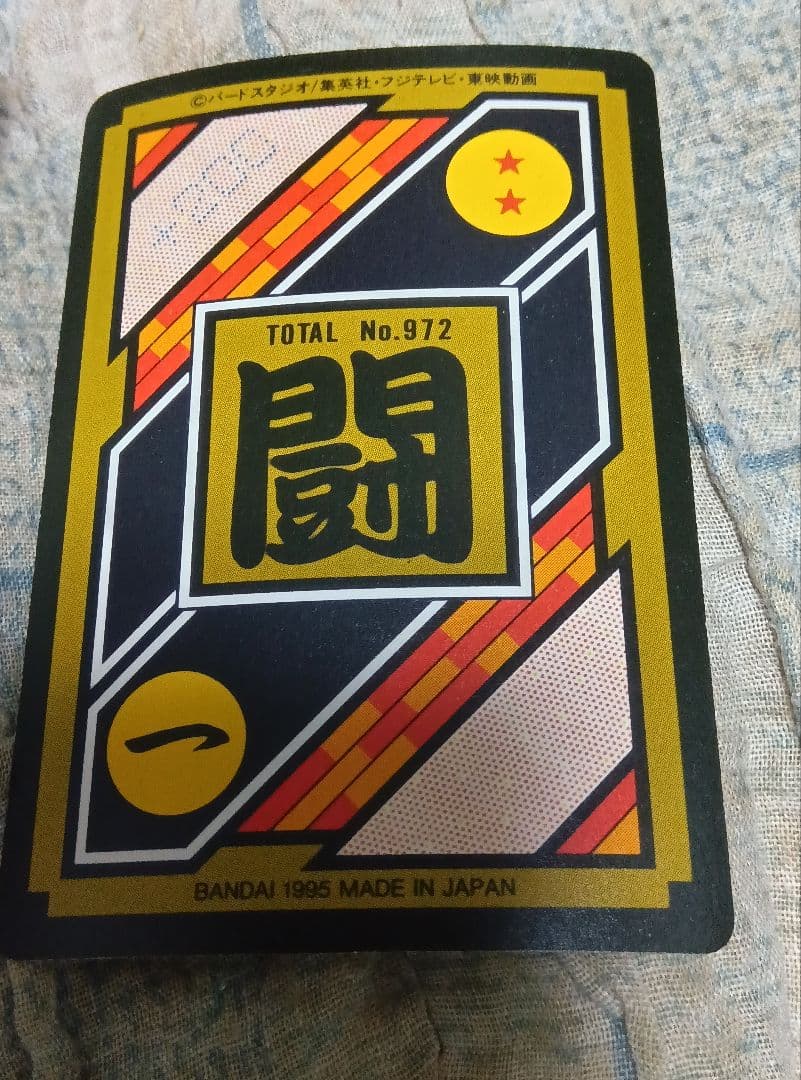 ©バードスタジオ/集英社・フジテレビ・東映動画
+3000
TOTAL No.972
闘
一
BANDAI 1995 MADE IN JAPAN